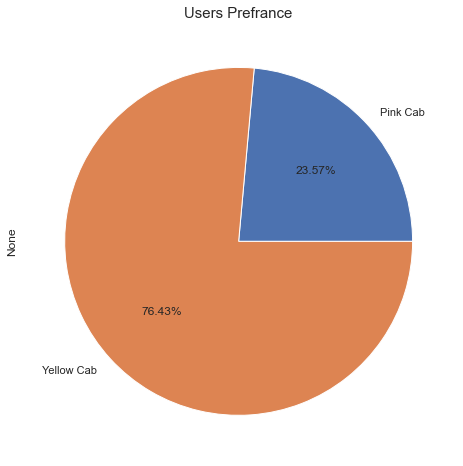 Users Prefrance
Pink Cab
23.57%
None
76.43%
Yellow Cab